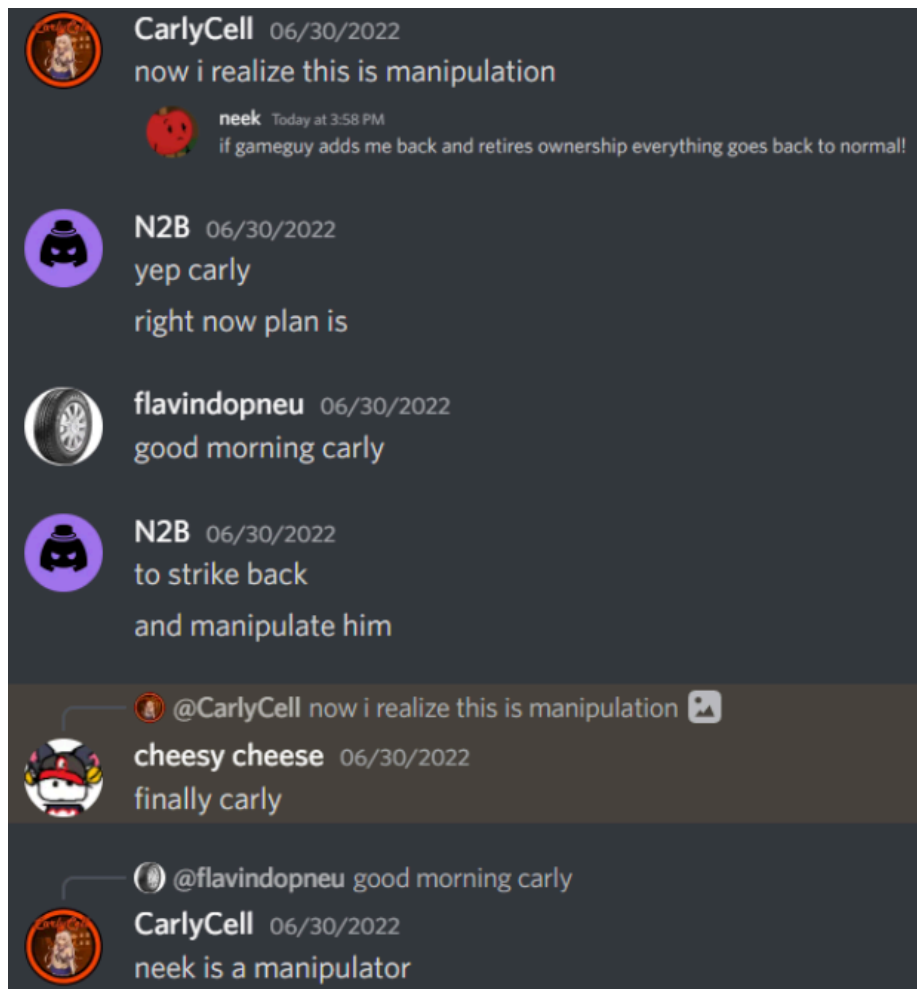 CarlyCell 06/30/2022
now i realize this is manipulation
neek Today at 3:58 PM
if gameguy adds me back and retires ownership everything goes back to normal!
N2B 06/30/2022
yep carly
right now plan is
flavindopneu 06/30/2022
good morning carly
N2B 06/30/2022
to strike back
and manipulate him
@CarlyCell now i realize this is manipulation
cheesy cheese 06/30/2022
finally carly
@flavindopneu good morning carly
CarlyCell 06/30/2022
neek is a manipulator